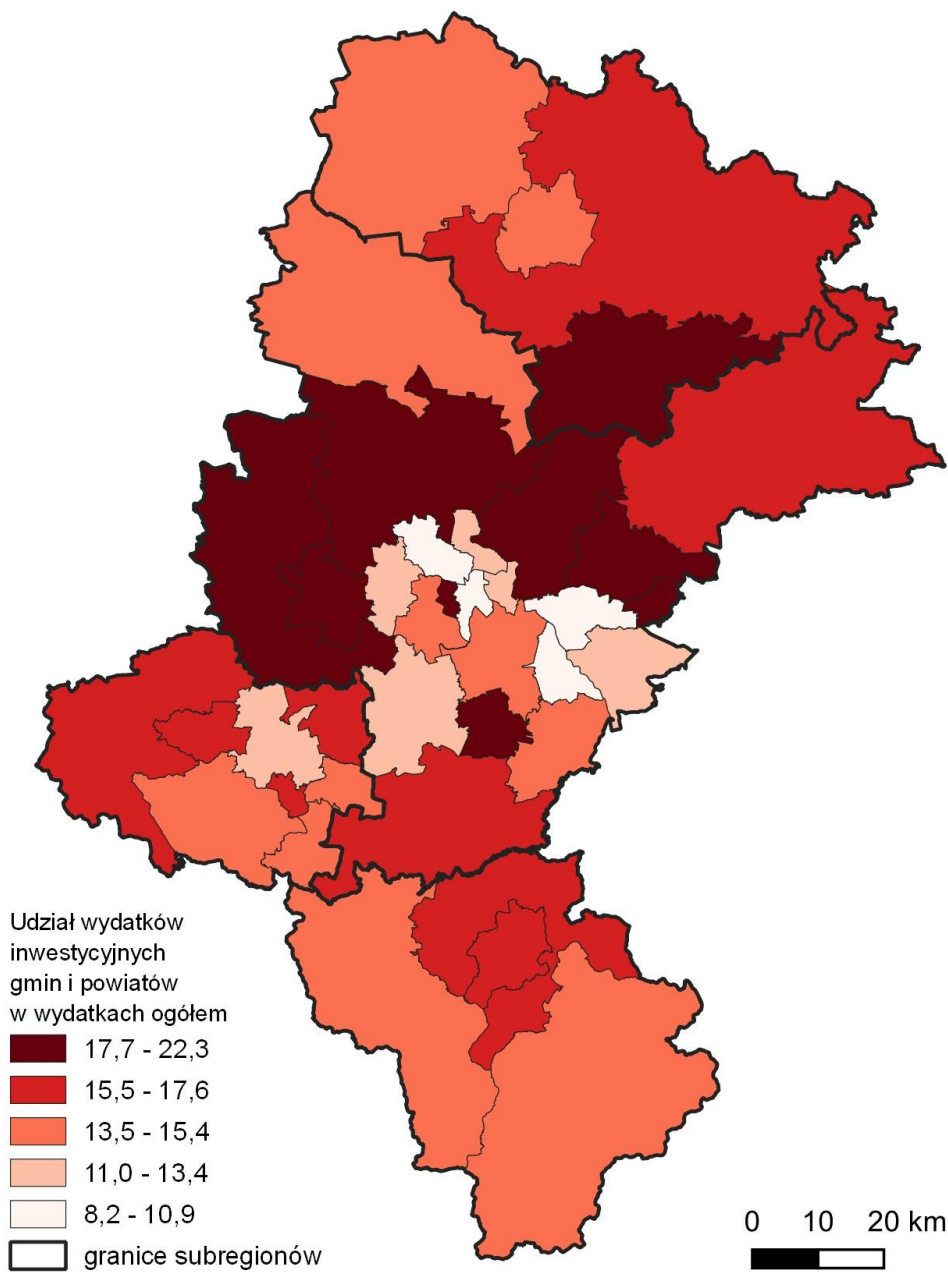 Udział wydatków
inwestycyjnych
gmin i powiatów
w wydatkach ogółem
17,7 - 22,3
15,5 - 17,6
13,5 - 15,4
11,0 - 13,4
8,2 - 10,9
granice subregionów
0 10 20 km